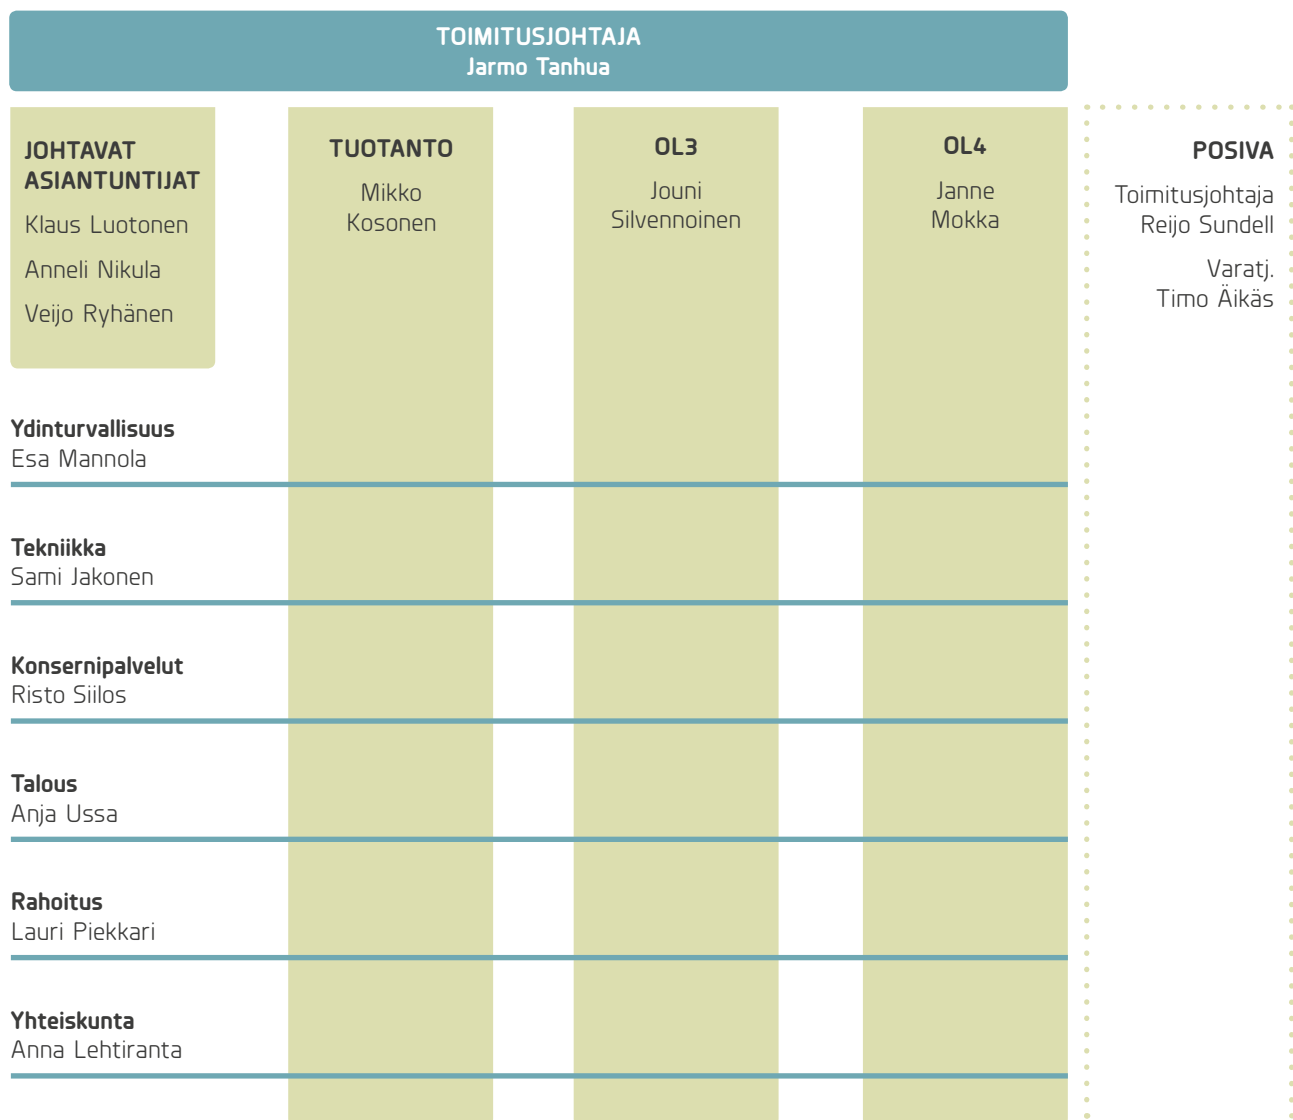 TOIMITUSJOHTAJA
Jarmo Tanhua
JOHTAVAT
ASIANTUNTIJAT
Klaus Luotonen
Anneli Nikula
Veijo Ryhänen
TUOTANTO
Mikko
Kosonen
OL3
Jouni
Silvennoinen
OL4
Janne
Mokka
POSIVA
Toimitusjohtaja
Reijo Sundell
Varatj.
Timo Äikäs
Ydinturvallisuus
Esa Mannola
Tekniikka
Sami Jakonen
Konsernipalvelut
Risto Siilos
Talous
Anja Ussa
Rahoitus
Lauri Piekkari
Yhteiskunta
Anna Lehtiranta